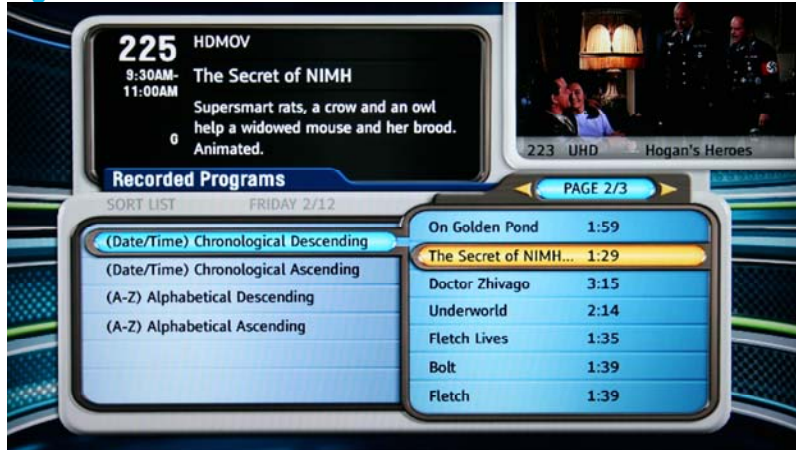 225 HDMOV
9:30AM-
11:00AM
The Secret of NIMH
Supersmart rats, a crow and an owl
help a widowed mouse and her brood.
G Animated.
223 UHD Hogan's Heroes
Recorded Programs
PAGE 2/3
SORT LIST FRIDAY 2/12
(Date/Time) Chronological Descending
(Date/Time) Chronological Ascending
(A-Z) Alphabetical Descending
(A-Z) Alphabetical Ascending
On Golden Pond 1:59
The Secret of NIMH... 1:29
Doctor Zhivago 3:15
Underworld 2:14
Fletch Lives 1:35
Bolt 1:39
Fletch 1:39